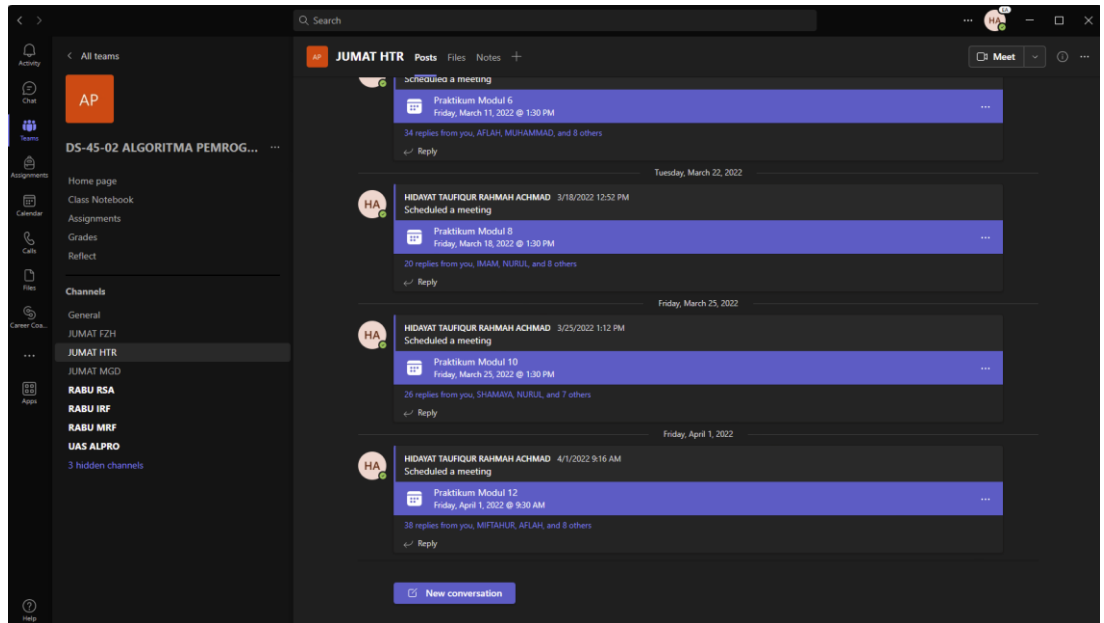 Search
EA
HA
Activity
Chat
Teams
Assignments
Calendar
Calls
Files
Career Coa...
Apps
Help
All teams
AP
DS-45-02 ALGORITMA PEMROG...
Home page
Class Notebook
Assignments
Grades
Reflect
Channels
General
JUMAT FZH
JUMAT HTR
JUMAT MGD
RABU RSA
RABU IRF
RABU MRF
UAS ALPRO
3 hidden channels
AP JUMAT HTR Posts Files Notes
Meet
Scheduled a meeting
Praktikum Modul 6
Friday, March 11, 2022 @ 1:30 PM
34 replies from you, AFLAH, MUHAMMAD, and 8 others
Reply
Tuesday, March 22, 2022
HA
HIDAYAT TAUFIQUR RAHMAH ACHMAD 3/18/2022 12:52 PM
Scheduled a meeting
Praktikum Modul 8
Friday, March 18, 2022 @ 1:30 PM
20 replies from you, IMAM, NURUL, and 8 others
Reply
Friday, March 25, 2022
HA
HIDAYAT TAUFIQUR RAHMAH ACHMAD 3/25/2022 1:12 PM
Scheduled a meeting
Praktikum Modul 10
Friday, March 25, 2022 @ 1:30 PM
26 replies from you, SHAMAYA, NURUL, and 7 others
Reply
Friday, April 1, 2022
HA
HIDAYAT TAUFIQUR RAHMAH ACHMAD 4/1/2022 9:16 AM
Scheduled a meeting
Praktikum Modul 12
Friday, April 1, 2022 @ 9:30 AM
38 replies from you, MIFTAHUR, AFLAH, and 8 others
Reply
New conversation